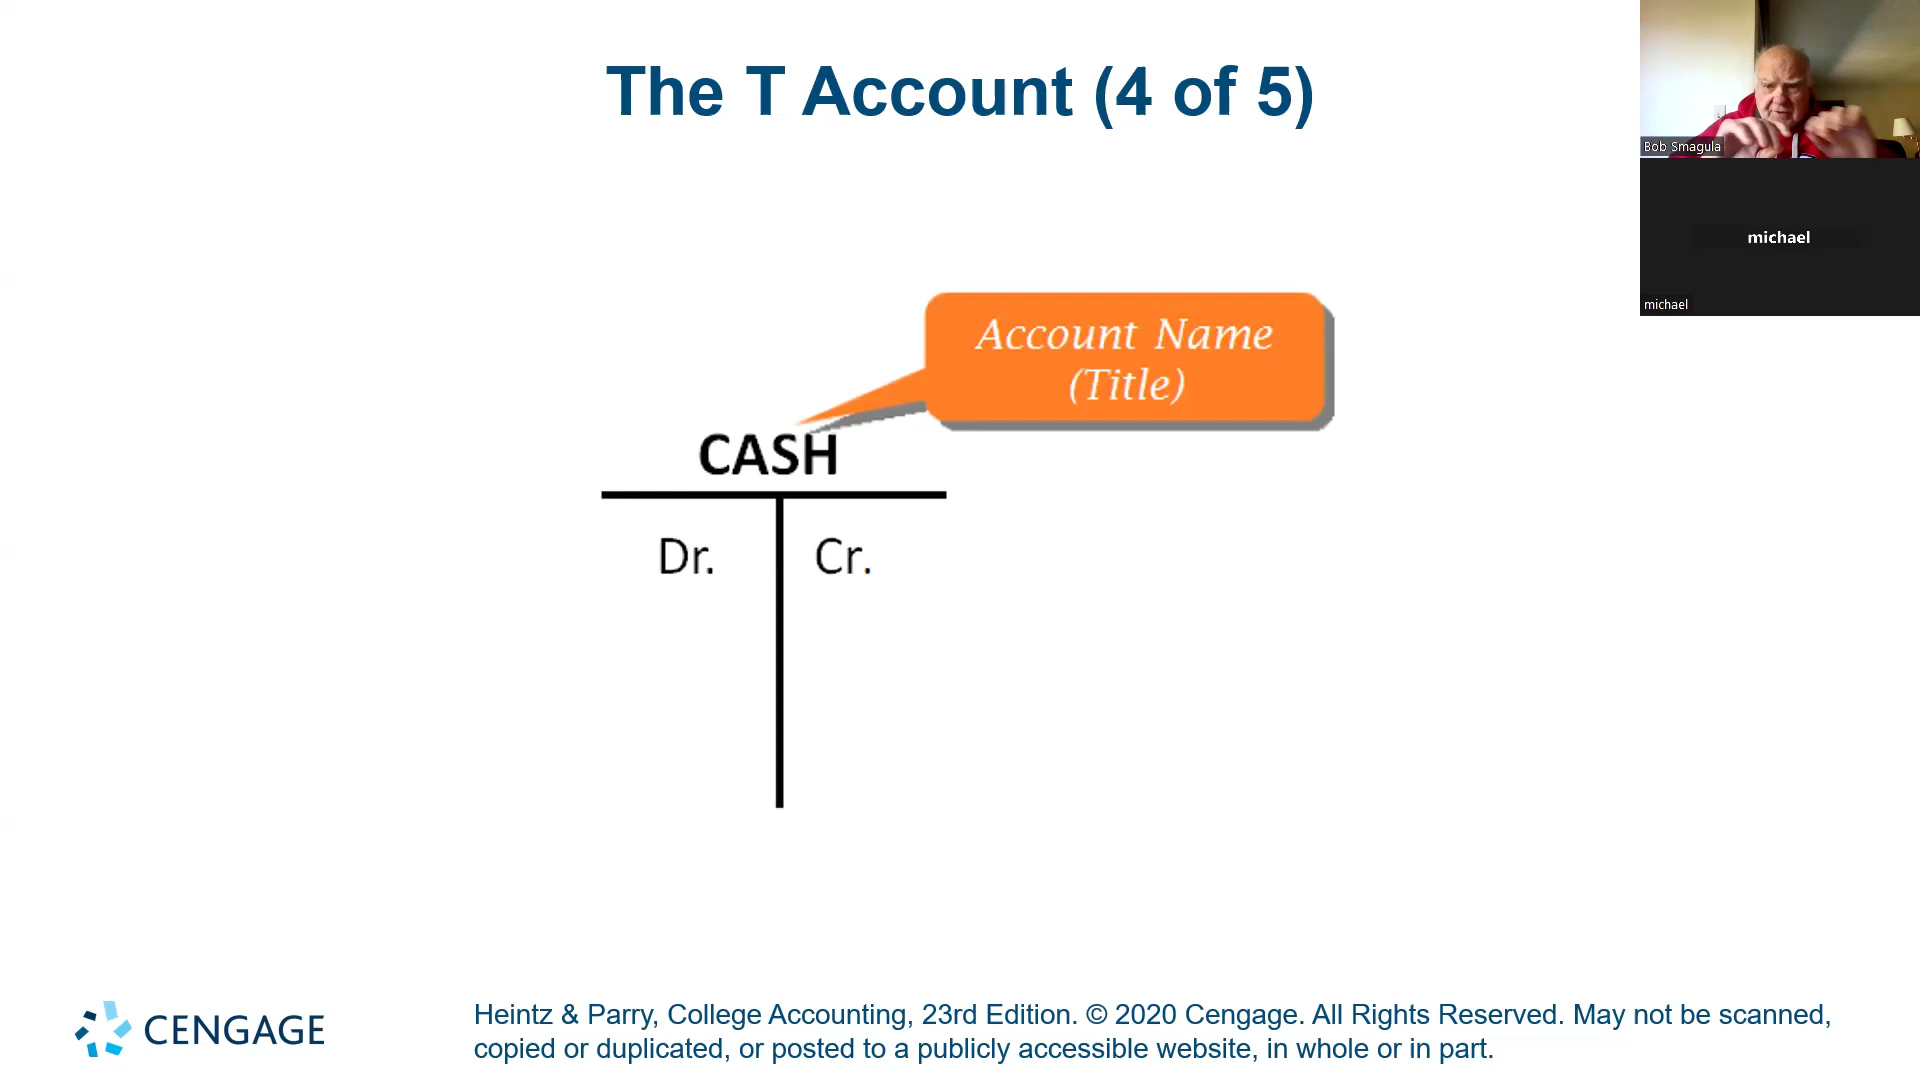 The T Account (4 of 5)
Bob Smagula
michael
michael
Account Name
(Title)
CASH
Dr.
Cr.
CENGAGE
Heintz & Parry, College Accounting, 23rd Edition. © 2020 Cengage. All Rights Reserved. May not be scanned,
copied or duplicated, or posted to a publicly accessible website, in whole or in part.